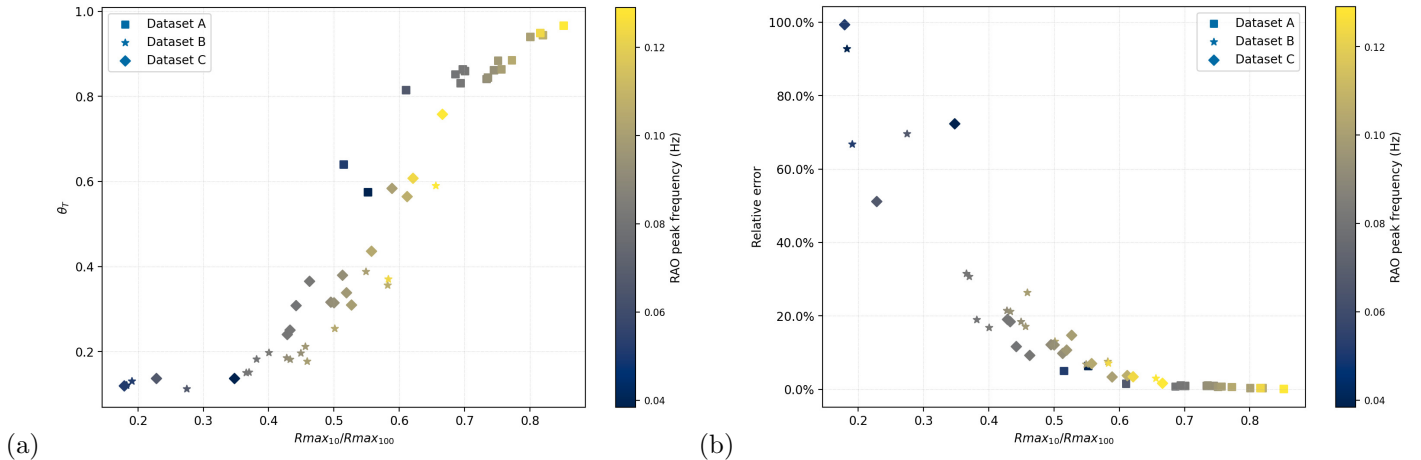 1.0
0.8
0.6
0.4
0.2
θ_T
0.2 0.3 0.4 0.5 0.6 0.7 0.8
Rmax₁₀/Rmax₁₀₀
Dataset A
Dataset B
Dataset C
0.12
0.10
0.08
0.06
0.04
RAO peak frequency (Hz)
(a)
100.0%
80.0%
60.0%
40.0%
20.0%
0.0%
Relative error
0.2 0.3 0.4 0.5 0.6 0.7 0.8
Rmax₁₀/Rmax₁₀₀
Dataset A
Dataset B
Dataset C
0.12
0.10
0.08
0.06
0.04
RAO peak frequency (Hz)
(b)